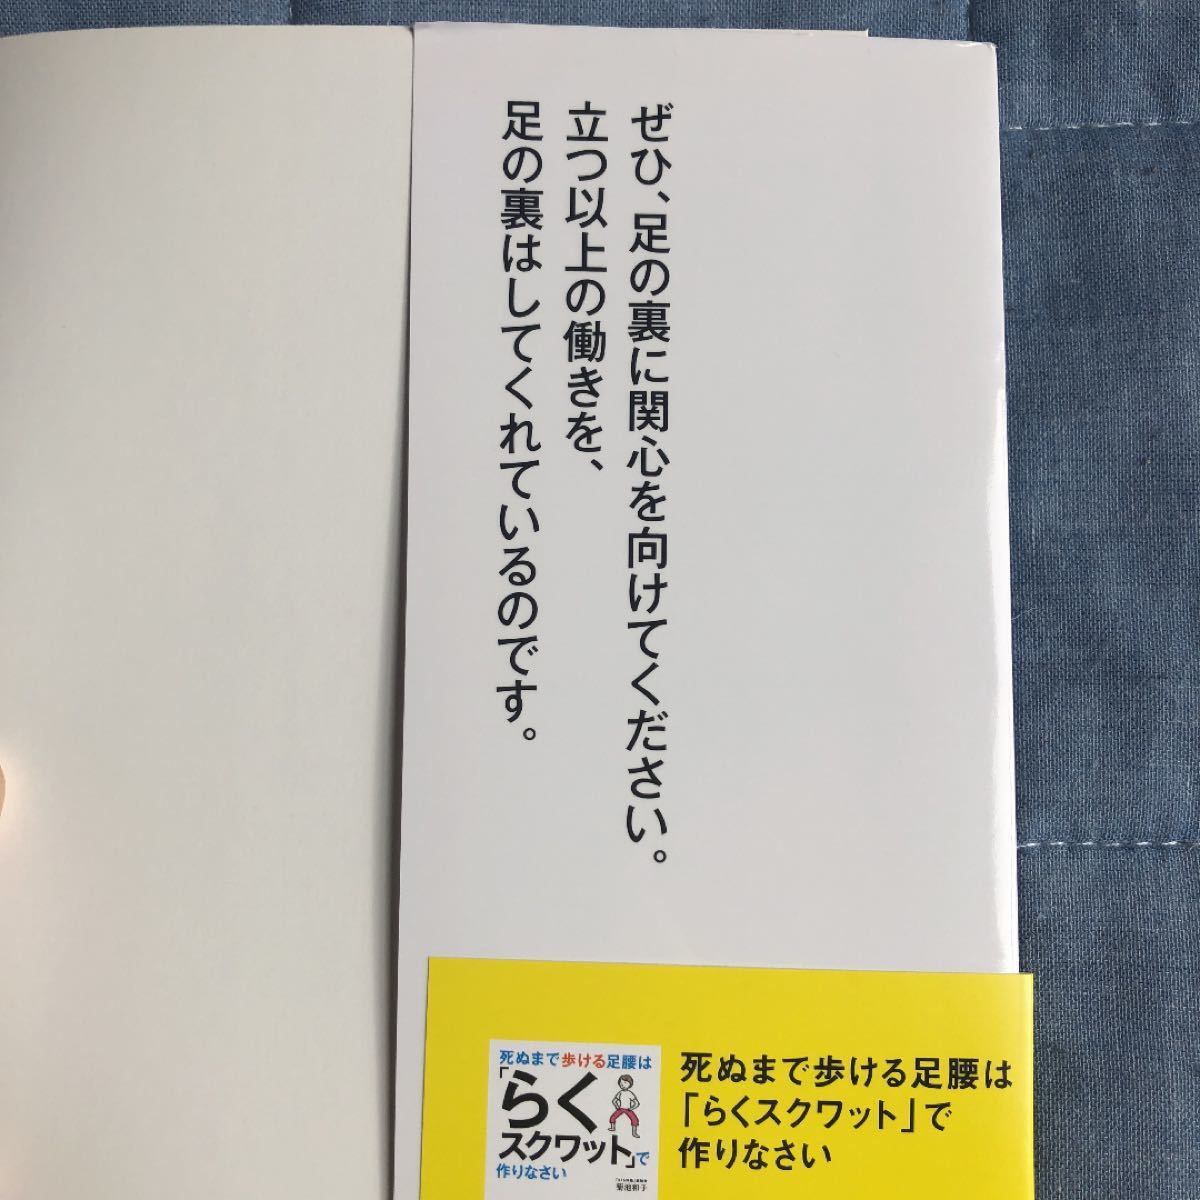 ぜひ、足の裏に関心を向けてください。
立つ以上の働きを、
足の裏はしてくれているのです。
死ぬまで歩ける足腰は
「らく
スクワット」で
作りなさい
菊池和子
死ぬまで歩ける足腰は
「らくスクワット」で
作りなさい